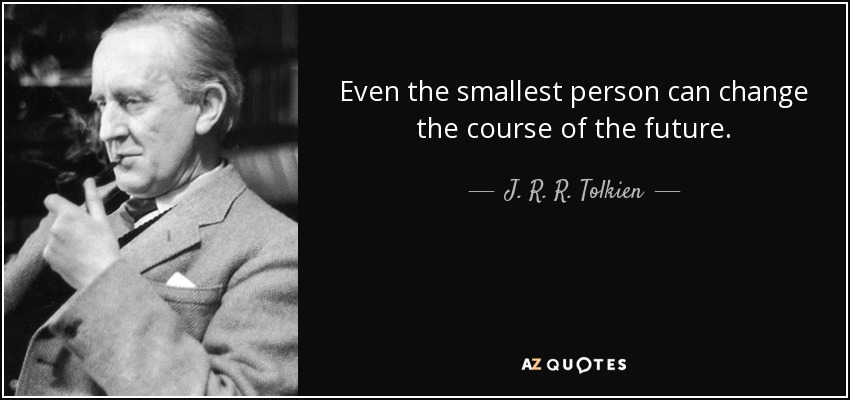 Even the smallest person can change
the course of the future.
— J. R. R. Tolkien —
AZ QUOTES